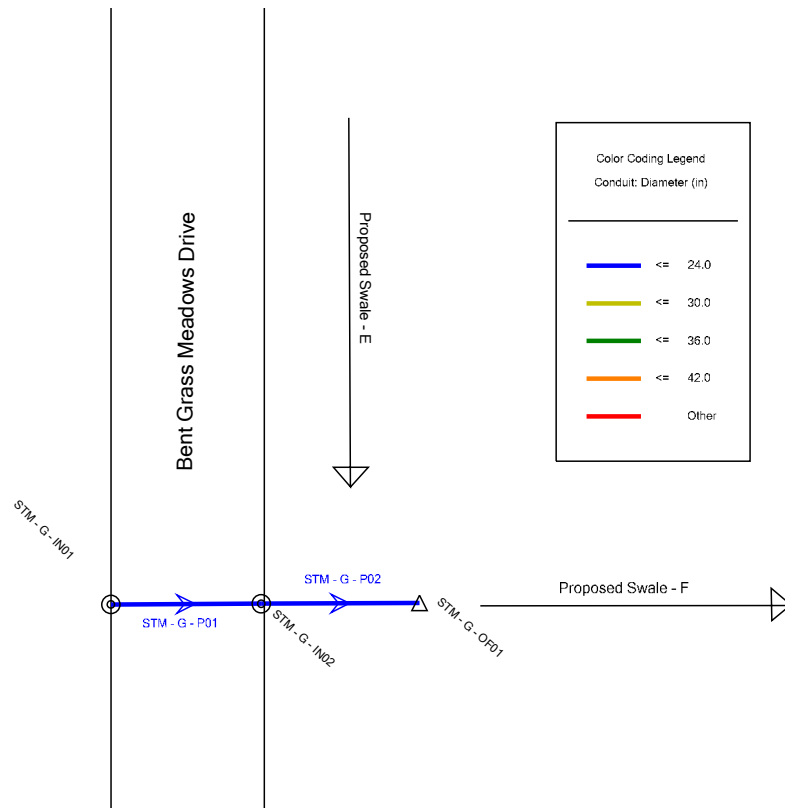 Color Coding Legend
Conduit: Diameter (in)
<= 24.0
<= 30.0
<= 36.0
<= 42.0
Other
Bent Grass Meadows Drive
Proposed Swale - E
STM - G - IN01
STM - G - P01
STM - G - IN02
STM - G - P02
STM - G - OF01
Proposed Swale - F